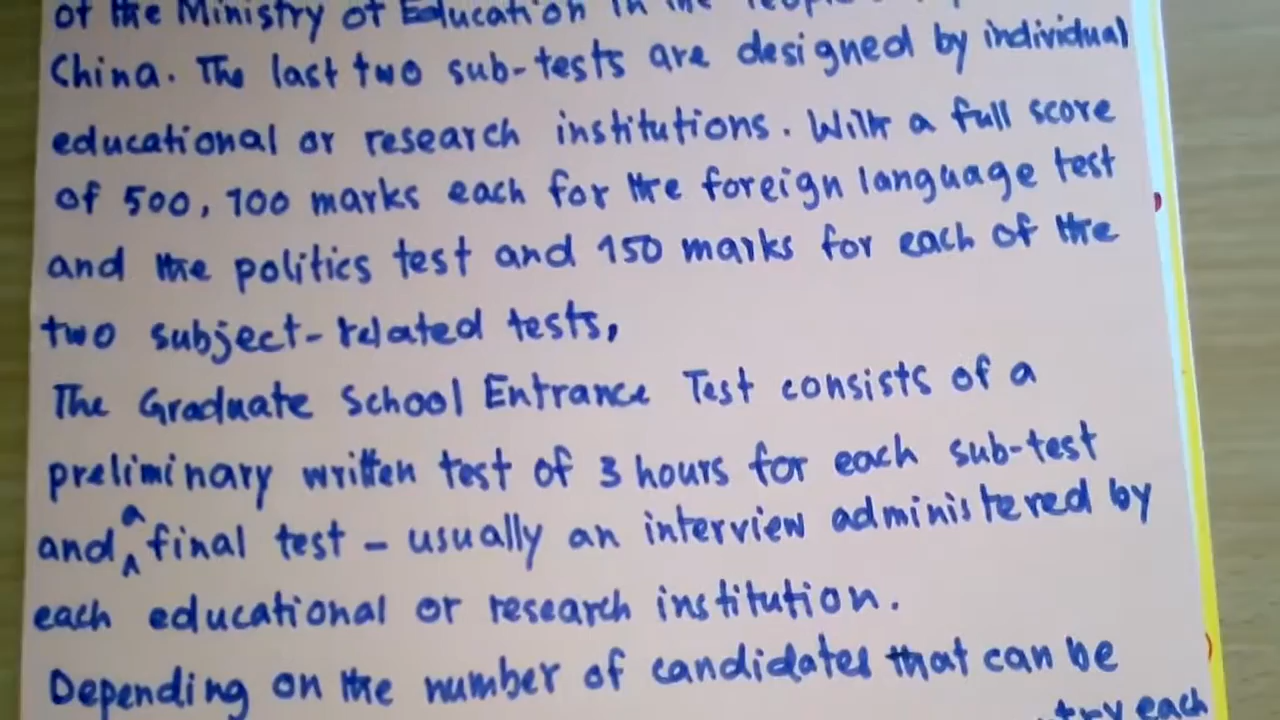 of the Ministry of Education in the
China. The last two sub-tests are designed by individual
educational or research institutions. With a full score
of 500, 100 marks each for the foreign language test
and the politics test and 150 marks for each of the
two subject-related tests,
The Graduate School Entrance Test consists of a
preliminary written test of 3 hours for each sub-test
and a final test - usually an interview administered by
each educational or research institution.
Depending on the number of candidates that can be
each